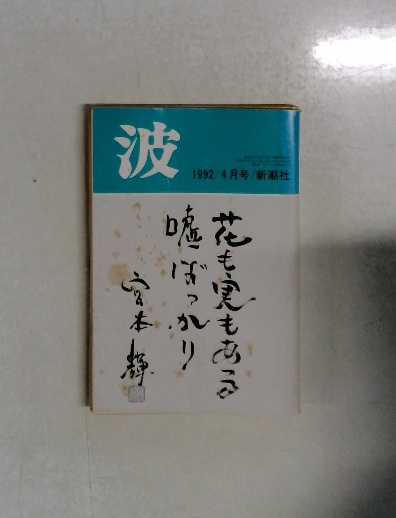 波
1992/4月号/新潮社
花も実もある
嘘ばっかり
宮本輝